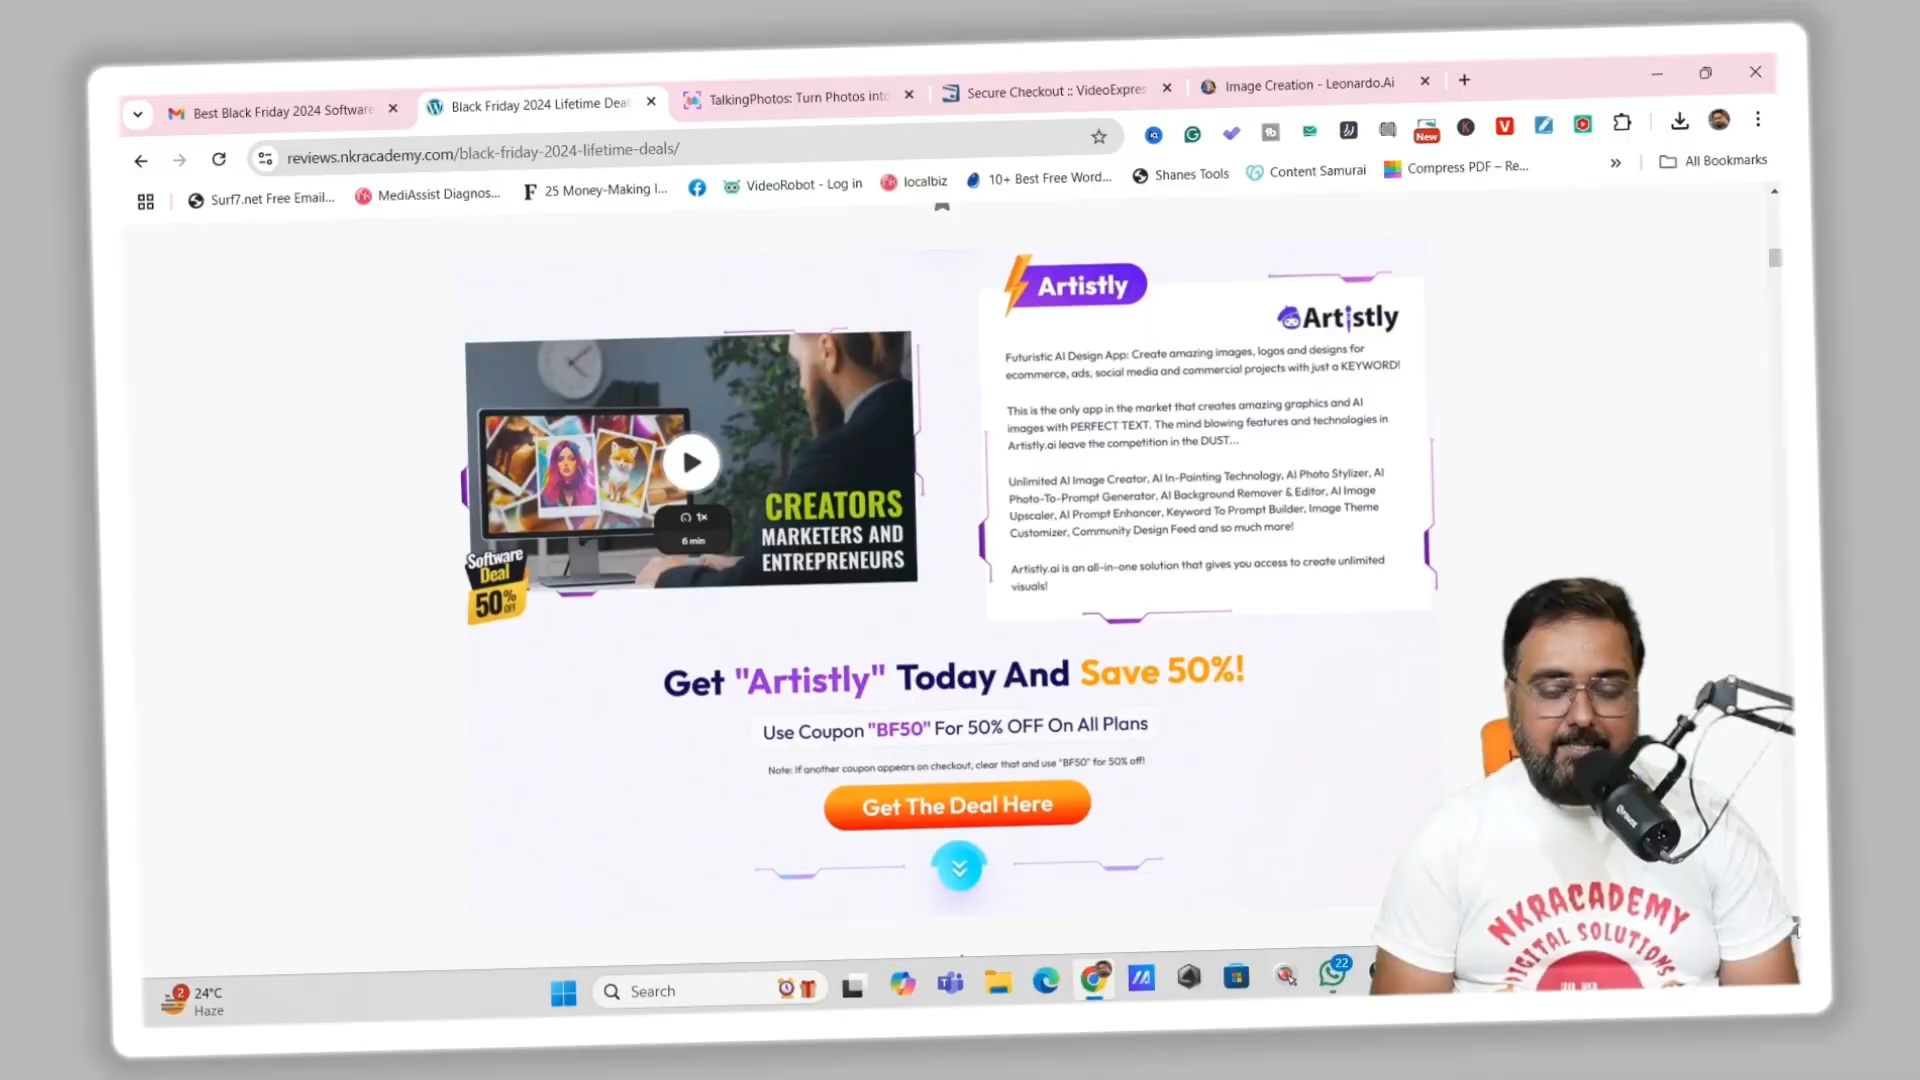 Best Black Friday 2024 Software
Black Friday 2024 Lifetime Deal
TalkingPhotos: Turn Photos into
Secure Checkout :: VideoExpres
Image Creation - Leonardo.Ai
reviews.nkracademy.com/black-friday-2024-lifetime-deals/
New
Surf7.net Free Email...
MediAssist Diagnos...
25 Money-Making I...
VideoRobot - Log in
localbiz
10+ Best Free Word...
Shanes Tools
Content Samurai
Compress PDF – Re...
All Bookmarks
CREATORS
MARKETERS AND
ENTREPRENEURS
1x
6 min
Software
Deal
50% OFF
Artistly
Artistly
Futuristic AI Design App: Create amazing images, logos and designs for
ecommerce, ads, social media and commercial projects with just a KEYWORD!
This is the only app in the market that creates amazing graphics and AI
images with PERFECT TEXT. The mind blowing features and technologies in
Artistly.ai leave the competition in the DUST...
Unlimited AI Image Creator, AI In-Painting Technology, AI Photo Stylizer, AI
Photo-To-Prompt Generator, AI Background Remover & Editor, AI Image
Upscaler, AI Prompt Enhancer, Keyword To Prompt Builder, Image Theme
Customizer, Community Design Feed and so much more!
Artistly.ai is an all-in-one solution that gives you access to create unlimited
visuals!
Get "Artistly" Today And Save 50%!
Use Coupon "BF50" For 50% OFF On All Plans
Note: If another coupon appears on checkout, clear that and use "BF50" for 50% off!
Get The Deal Here
NKRACADEMY
DIGITAL SOLUTIONS
2
24°C
Haze
Search
22